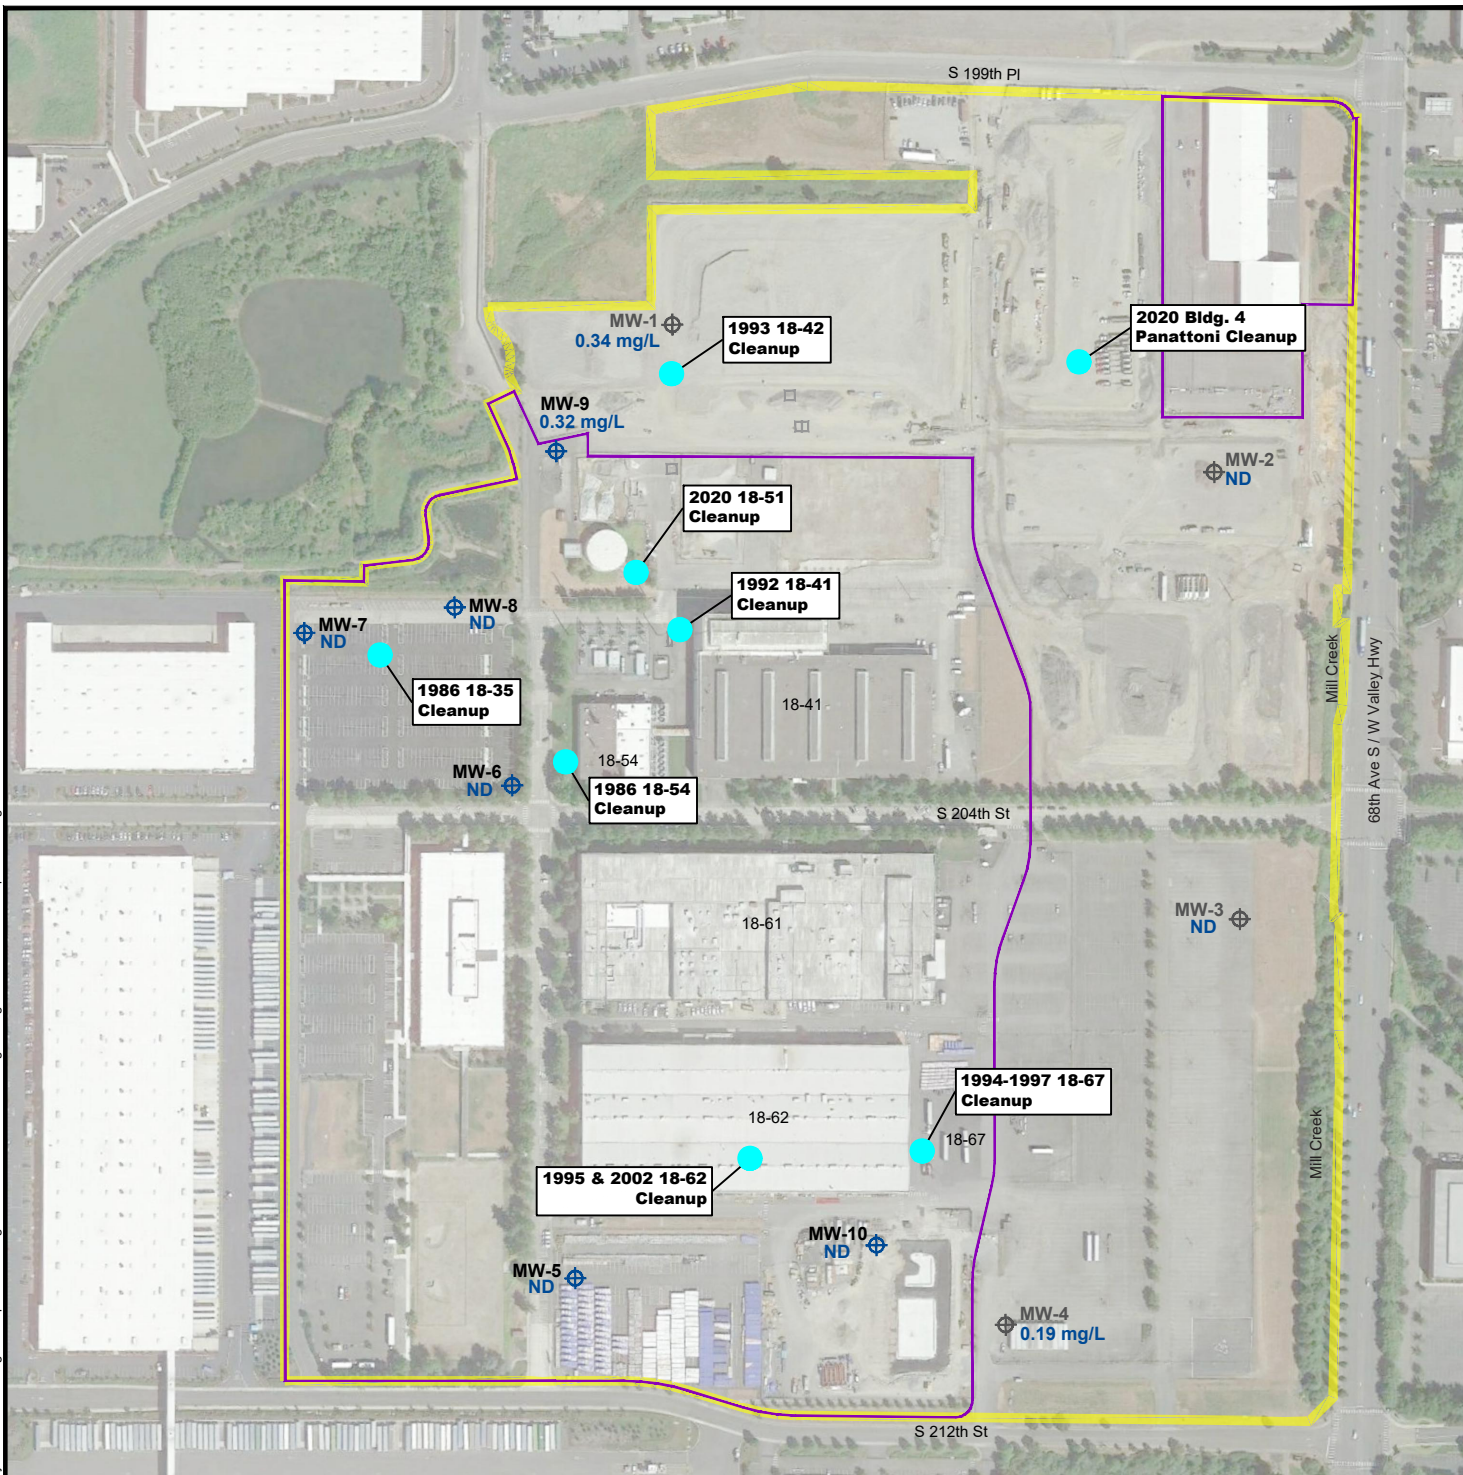 S 199th Pl
MW-1
0.34 mg/L
1993 18-42
Cleanup
2020 Bldg. 4
Panattoni Cleanup
MW-9
0.32 mg/L
MW-2
ND
2020 18-51
Cleanup
1992 18-41
Cleanup
MW-8
ND
MW-7
ND
1986 18-35
Cleanup
18-41
Mill Creek
68th Ave S / W Valley Hwy
18-54
MW-6
ND
1986 18-54
Cleanup
S 204th St
MW-3
ND
18-61
1994-1997 18-67
Cleanup
18-62
18-67
Mill Creek
1995 & 2002 18-62
Cleanup
MW-10
ND
MW-5
ND
MW-4
0.19 mg/L
S 212th St